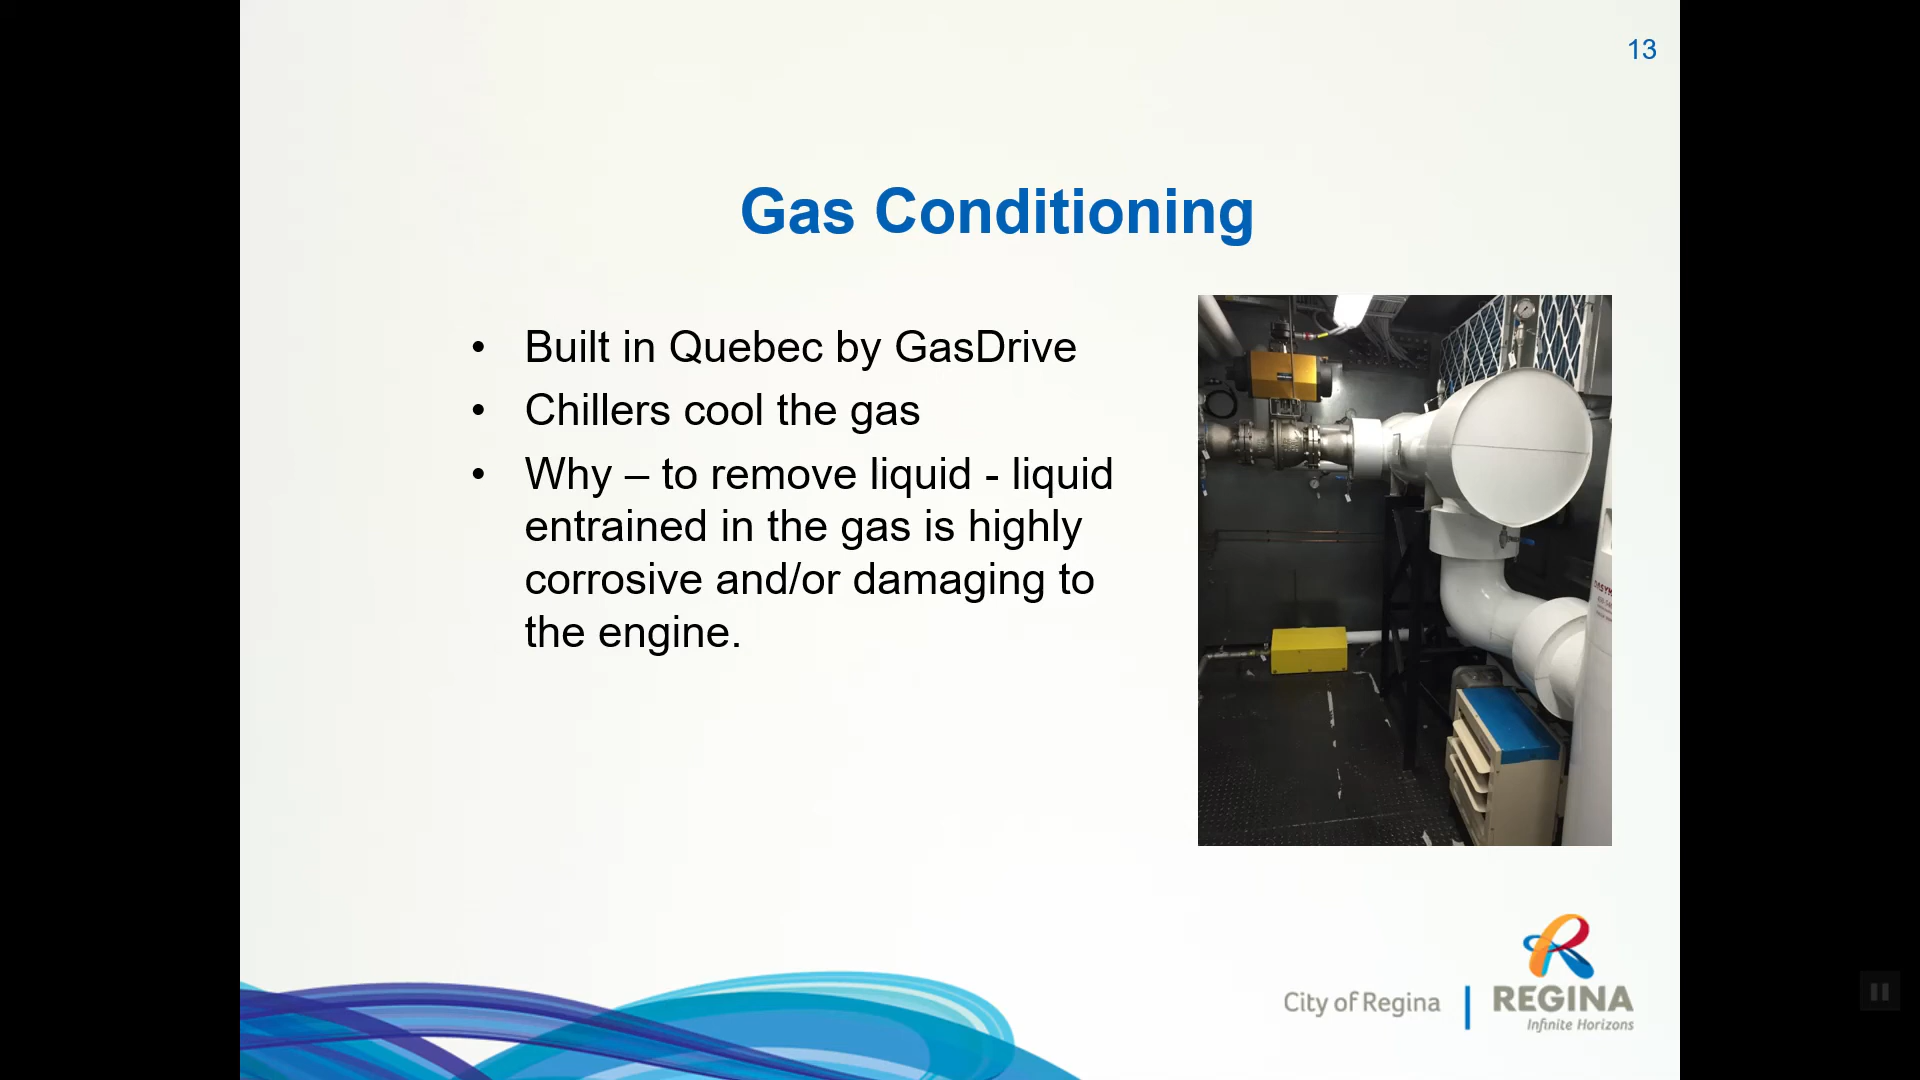 13
Gas Conditioning
• Built in Quebec by GasDrive
• Chillers cool the gas
• Why – to remove liquid - liquid
entrained in the gas is highly
corrosive and/or damaging to
the engine.
City of Regina
REGINA
Infinite Horizons